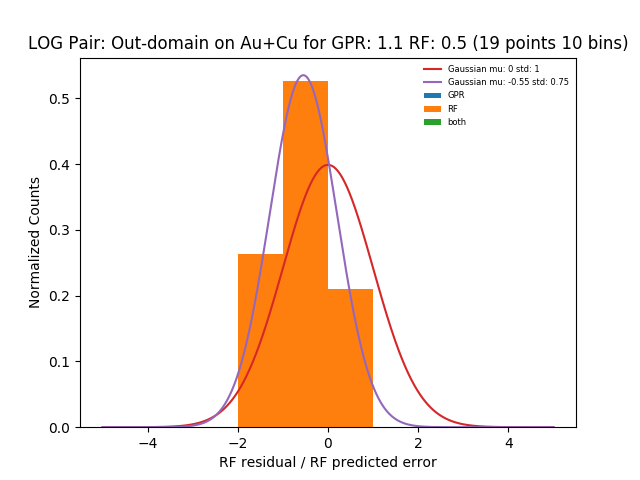 LOG Pair: Out-domain on Au+Cu for GPR: 1.1 RF: 0.5 (19 points 10 bins)
Gaussian mu: 0 std: 1
Gaussian mu: -0.55 std: 0.75
GPR
RF
both
Normalized Counts
0.5
0.4
0.3
0.2
0.1
0.0
−4 −2 0 2 4
RF residual / RF predicted error